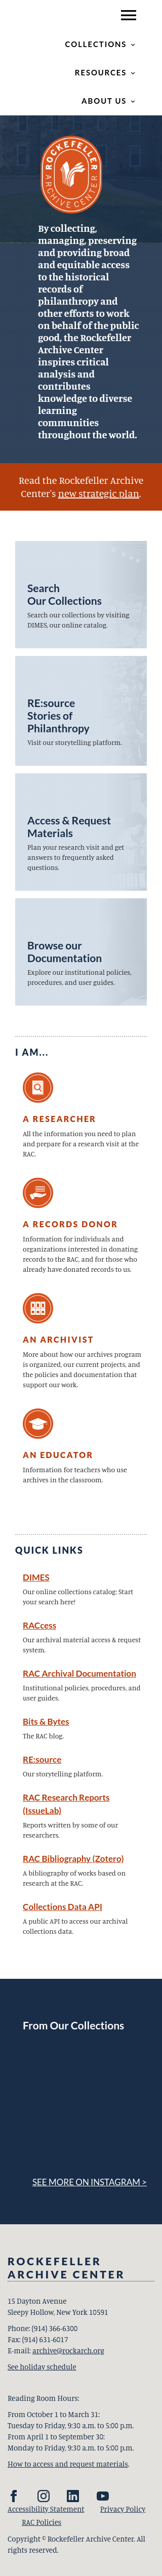 COLLECTIONS
RESOURCES
ABOUT US
ROCKEFELLER
ARCHIVE CENTER
By collecting,
managing, preserving
and providing broad
and equitable access
to the historical
records of
philanthropy and
other efforts to work
on behalf of the public
good, the Rockefeller
Archive Center
inspires critical
analysis and
contributes
knowledge to diverse
learning
communities
throughout the world.
Read the Rockefeller Archive
Center's new strategic plan.
Search
Our Collections
Search our collections by visiting
DIMES, our online catalog.
RE:source
Stories of
Philanthropy
Visit our storytelling platform.
Access & Request
Materials
Plan your research visit and get
answers to frequently asked
questions.
Browse our
Documentation
Explore our institutional policies,
procedures, and user guides.
I AM...
A RESEARCHER
All the information you need to plan
and prepare for a research visit at the
RAC.
A RECORDS DONOR
Information for individuals and
organizations interested in donating
records to the RAC, and for those who
already have donated records to us.
AN ARCHIVIST
More about how our archives program
is organized, our current projects, and
the policies and documentation that
support our work.
AN EDUCATOR
Information for teachers who use
archives in the classroom.
QUICK LINKS
DIMES
Our online collections catalog: Start
your search here!
RACcess
Our archival material access & request
system.
RAC Archival Documentation
Institutional policies, procedures, and
user guides.
Bits & Bytes
The RAC blog.
RE:source
Our storytelling platform.
RAC Research Reports
(IssueLab)
Reports written by some of our
researchers.
RAC Bibliography (Zotero)
A bibliography of works based on
research at the RAC.
Collections Data API
A public API to access our archival
collections data.
From Our Collections
SEE MORE ON INSTAGRAM >
ROCKEFELLER
ARCHIVE CENTER
15 Dayton Avenue
Sleepy Hollow, New York 10591
Phone: (914) 366-6300
Fax: (914) 631-6017
E-mail: archive@rockarch.org
See holiday schedule
Reading Room Hours:
From October 1 to March 31:
Tuesday to Friday, 9:30 a.m. to 5:00 p.m.
From April 1 to September 30:
Monday to Friday, 9:30 a.m. to 5:00 p.m.
How to access and request materials.
Accessibility Statement Privacy Policy
RAC Policies
Copyright © Rockefeller Archive Center. All
rights reserved.